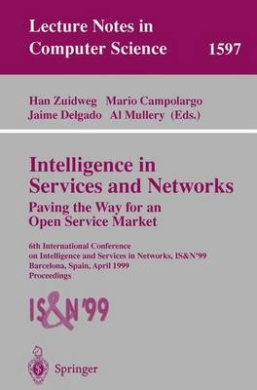 Lecture Notes in
Computer Science 1597
Han Zuidweg Mario Campolargo
Jaime Delgado Al Mullery (Eds.)
Intelligence in
Services and Networks
Paving the Way for an
Open Service Market
6th International Conference
on Intelligence and Services in Networks, IS&N'99
Barcelona, Spain, April 1999
Proceedings
IS&N'99
Springer